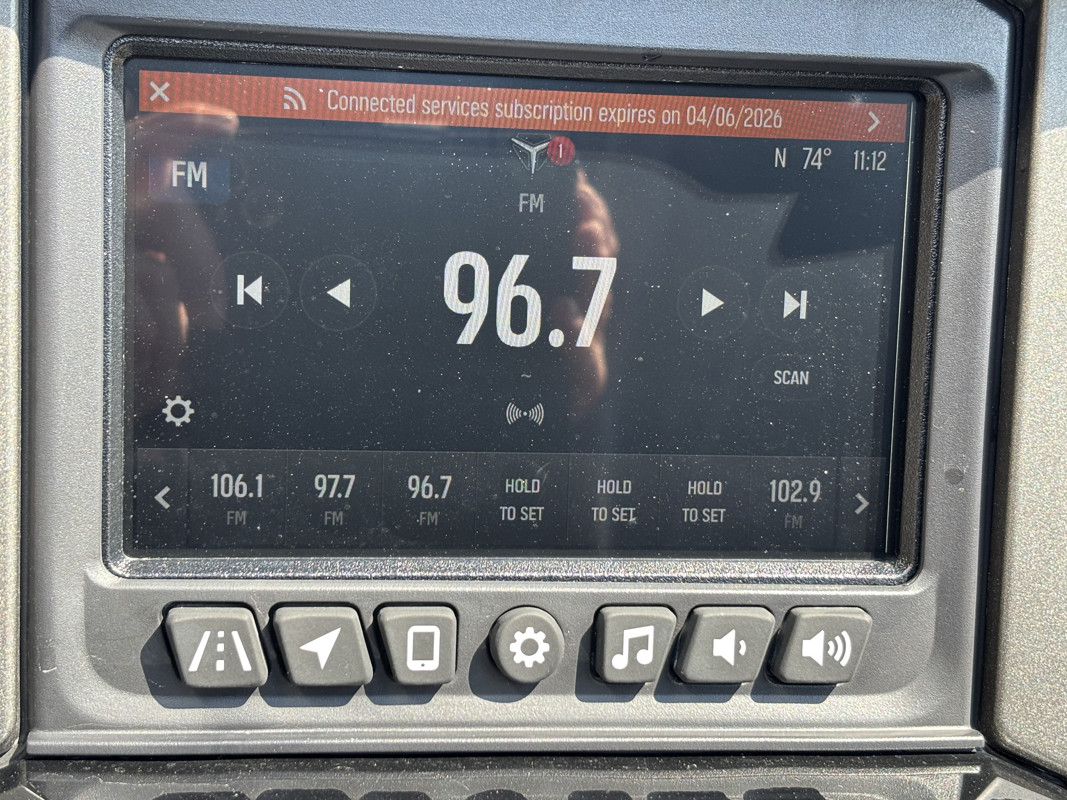 Connected services subscription expires on 04/06/2026
1
N 74° 11:12
FM
FM
96.7
SCAN
106.1 97.7 96.7 HOLD HOLD HOLD 102.9
FM FM FM TO SET TO SET TO SET FM